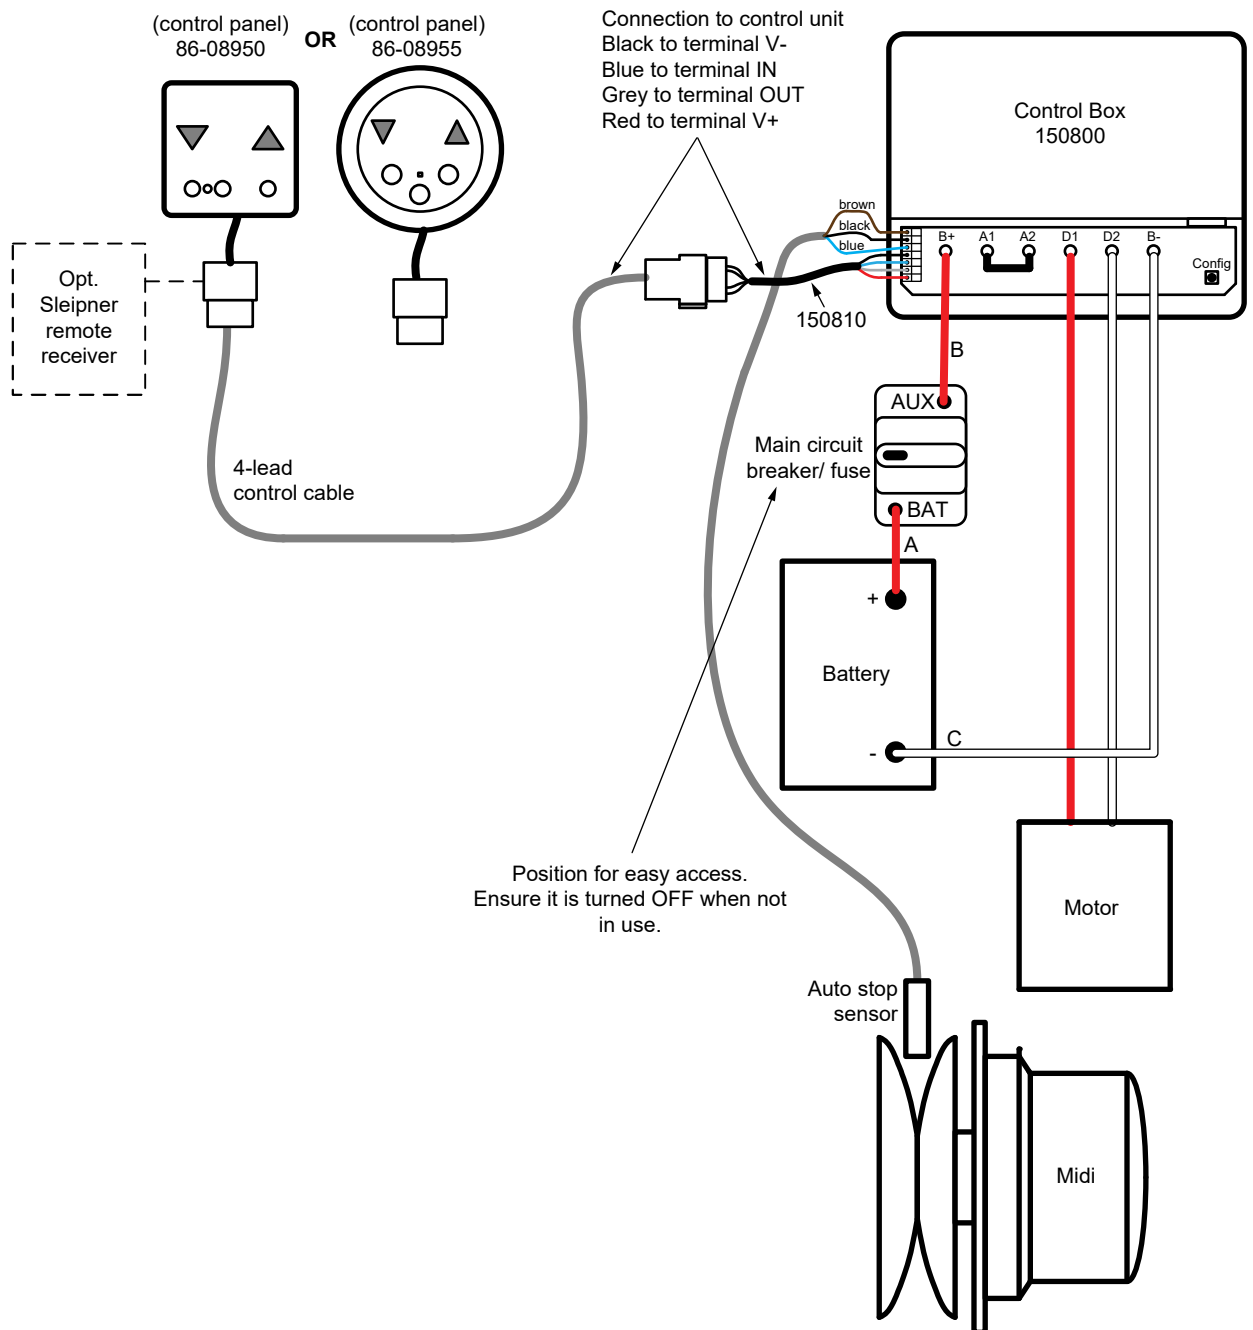 (control panel)
86-08950
OR
(control panel)
86-08955
Connection to control unit
Black to terminal V-
Blue to terminal IN
Grey to terminal OUT
Red to terminal V+
Control Box
150800
brown
black
blue
B+
A1
A2
D1
D2
B-
Config
150810
Opt.
Sleipner
remote
receiver
4-lead
control cable
B
AUX
Main circuit
breaker/ fuse
BAT
A
+
Battery
-
C
Position for easy access.
Ensure it is turned OFF when not
in use.
Motor
Auto stop
sensor
Midi